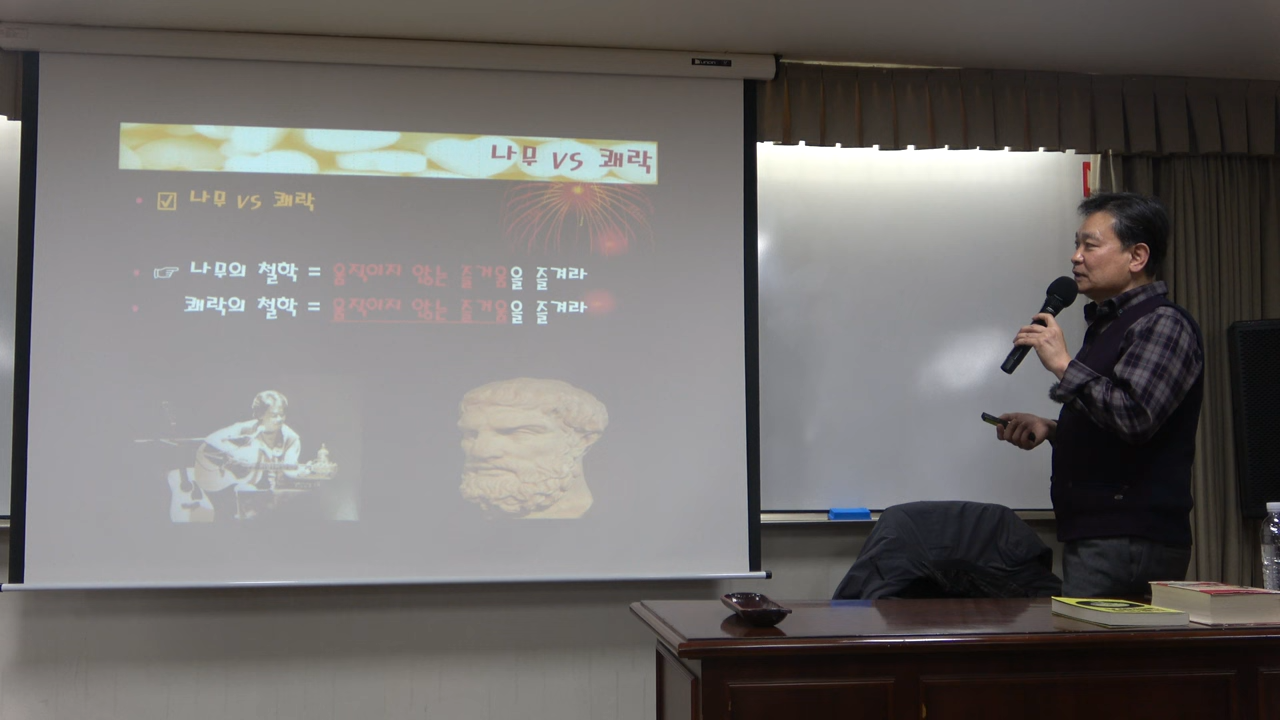 나무 VS 쾌락
나무 VS 쾌락
나무의 철학 = 움직이지 않는 즐거움을 즐겨라
쾌락의 철학 = 움직이지 않는 즐거움을 즐겨라